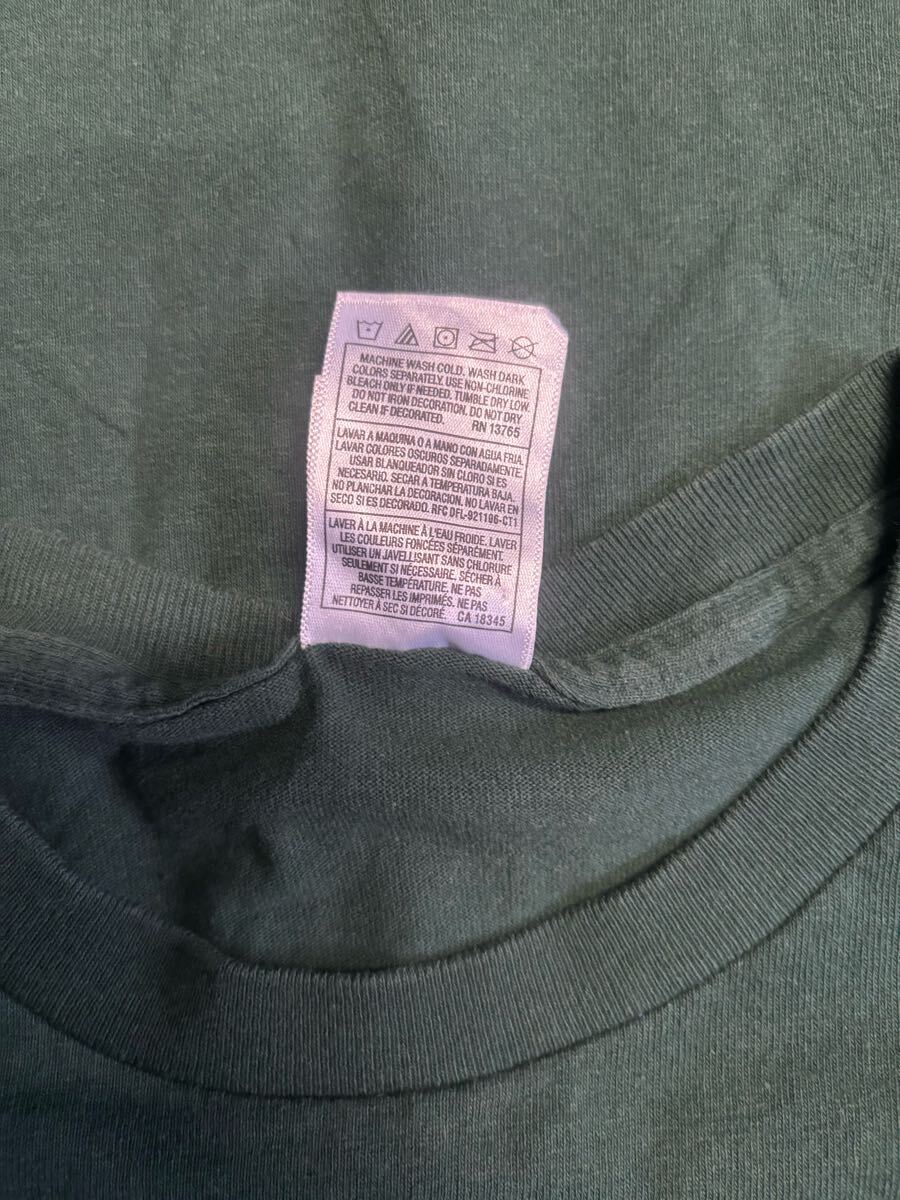 MACHINE WASH COLD. WASH DARK
COLORS SEPARATELY. USE NON-CHLORINE
BLEACH ONLY IF NEEDED. TUMBLE DRY LOW.
DO NOT IRON DECORATION. DO NOT DRY
CLEAN IF DECORATED. RN 13765
LAVAR A MAQUINA O A MANO CON AGUA FRIA.
LAVAR COLORES OSCUROS SEPARADAMENTE.
USAR BLANQUEADOR SIN CLORO SI ES
NECESARIO. SECAR A TEMPERATURA BAJA.
NO PLANCHAR LA DECORACION. NO LAVAR EN
SECO SI ES DECORADO. RFC DFL-921106-CT1
LAVER À LA MACHINE À L'EAU FROIDE. LAVER
LES COULEURS FONCÉES SÉPARÉMENT.
UTILISER UN JAVELLISANT SANS CHLORURE
SEULEMENT SI NÉCESSAIRE. SÉCHER À
BASSE TEMPÉRATURE. NE PAS
REPASSER LES IMPRIMÉS. NE PAS
NETTOYER À SEC SI DÉCORÉ. CA 18345